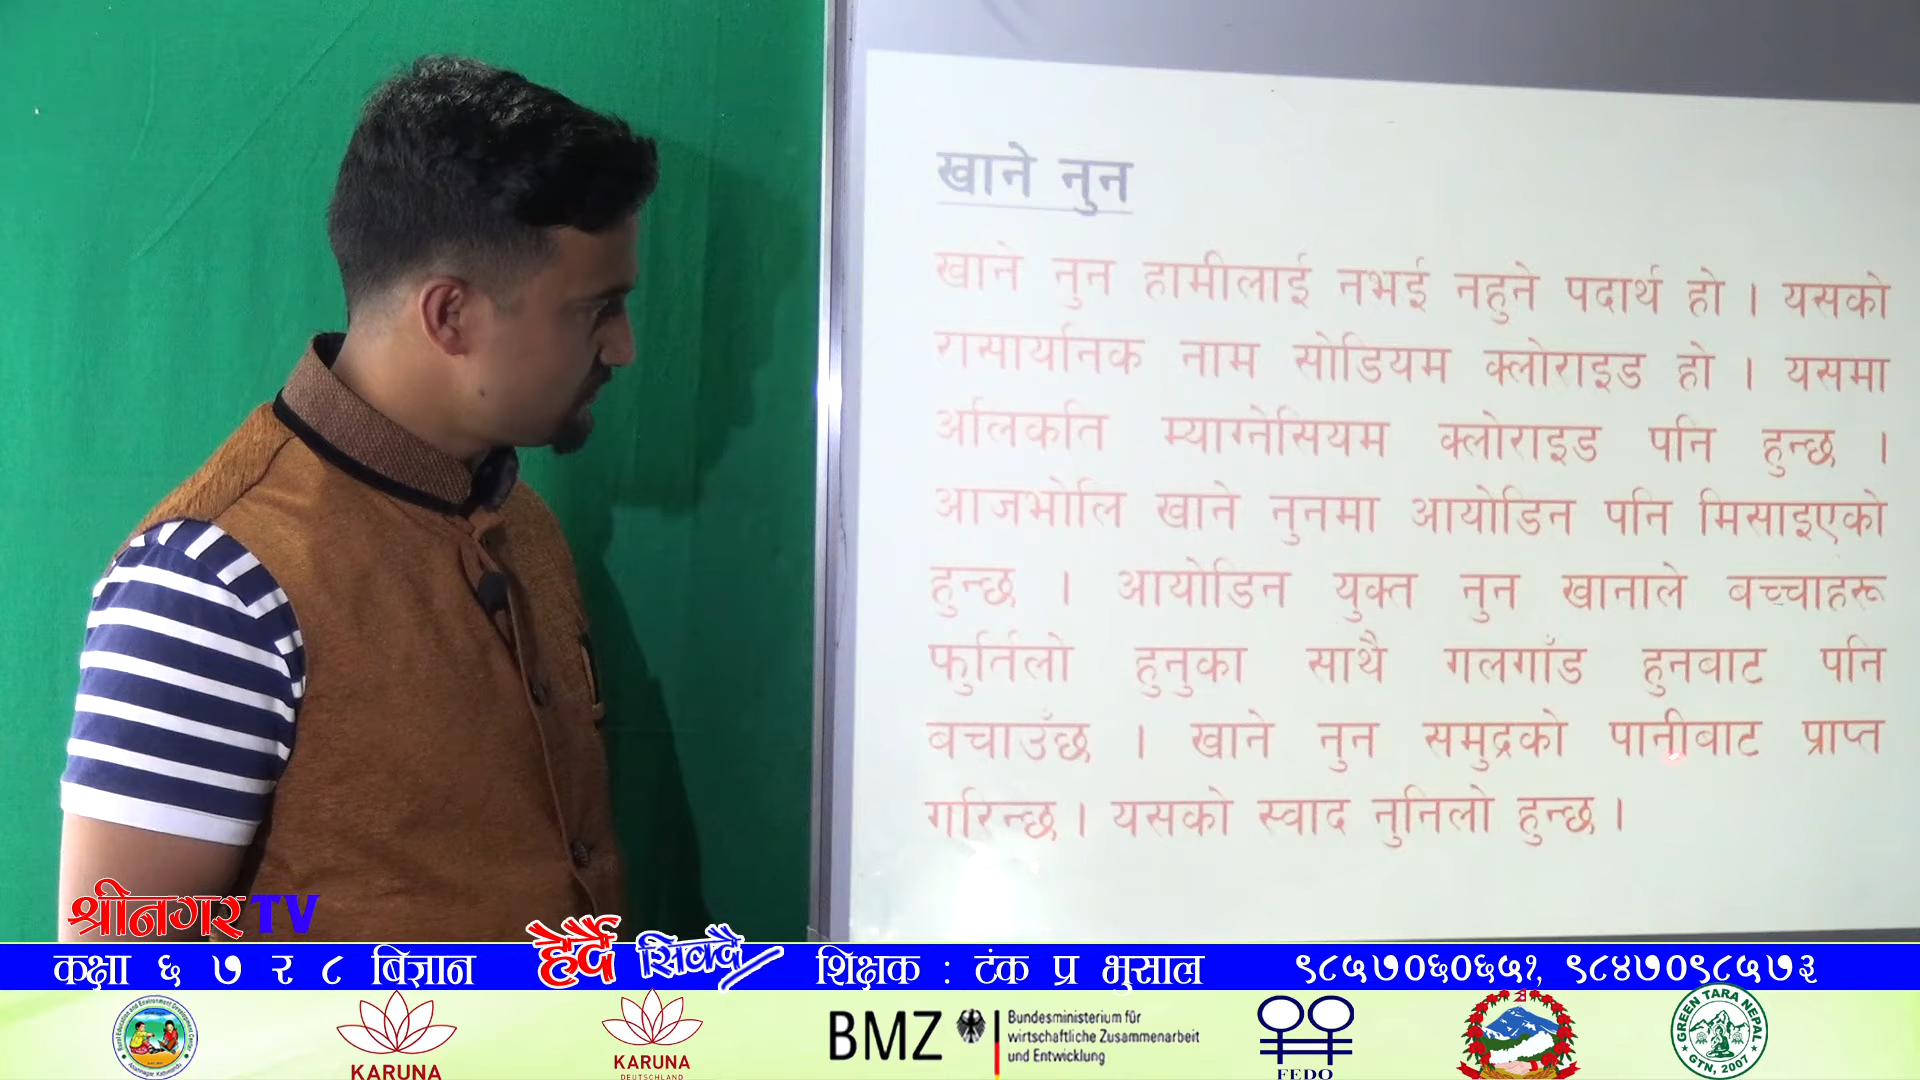 खाने नुन
खाने नुन हामीलाई नभई नहुने पदार्थ हो । यसको
रासायनिक नाम सोडियम क्लोराइड हो । यसमा
अलिकति म्याग्नेसियम क्लोराइड पनि हुन्छ ।
आजभोलि खाने नुनमा आयोडिन पनि मिसाइएको
हुन्छ । आयोडिन युक्त नुन खानाले बच्चाहरू
फुर्तिलो हुनुका साथै गलगाँड हुनबाट पनि
बचाउँछ । खाने नुन समुद्रको पानीबाट प्राप्त
गरिन्छ । यसको स्वाद नुनिलो हुन्छ ।
श्रीनगर TV
कक्षा ६ ७ र ८ बिज्ञान हेर्दै सिक्दै शिक्षक : टंक प्र भुसाल ९८५७०६०६५१, ९८४७०९८५७३
KARUNA
KARUNA
DEUTSCHLAND
BMZ
Bundesministerium für
wirtschaftliche Zusammenarbeit
und Entwicklung
FEDO
GREEN TARA NEPAL
GTN, 2007